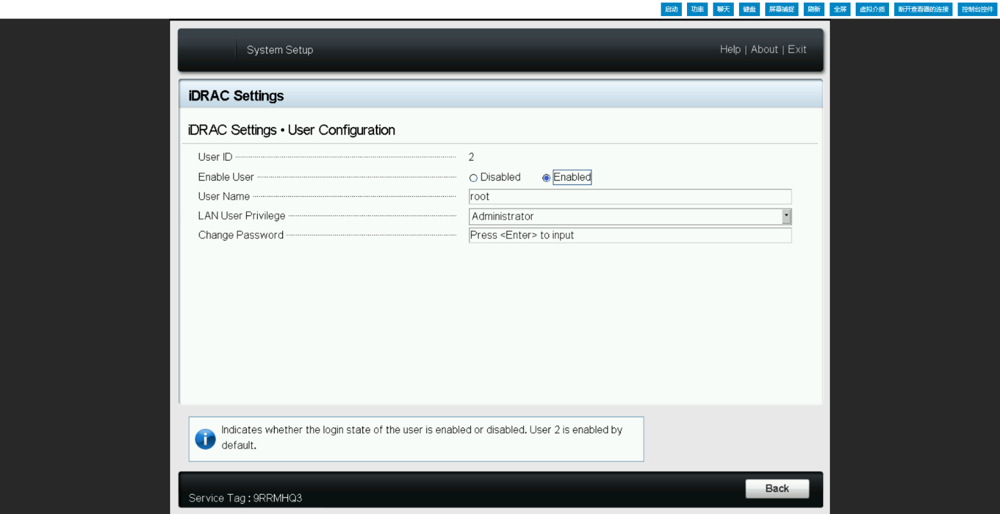 启动 功率 聊天 键盘 屏幕捕捉 刷新 全屏 虚拟介质 断开查看器的连接 控制台控件
System Setup
Help | About | Exit
iDRAC Settings
iDRAC Settings • User Configuration
User ID 2
Enable User Disabled Enabled
User Name root
LAN User Privilege Administrator
Change Password Press <Enter> to input
Indicates whether the login state of the user is enabled or disabled. User 2 is enabled by
default.
Service Tag : 9RRMHQ3
Back